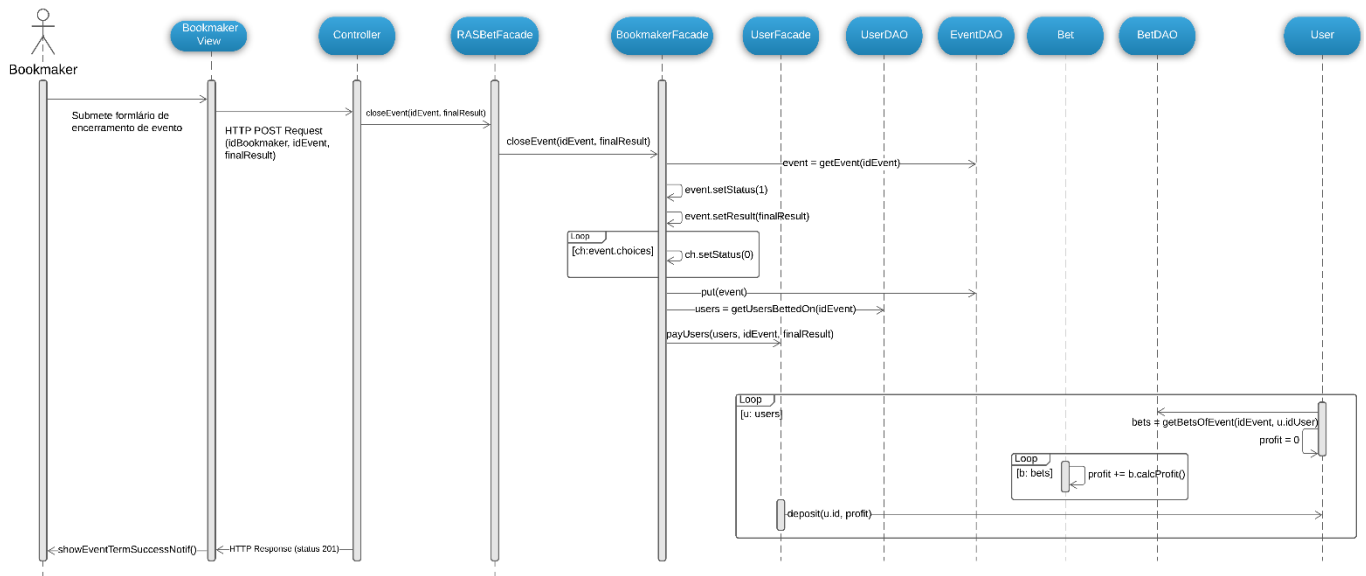 Bookmaker
Bookmaker
View
Controller
RASBetFacade
BookmakerFacade
UserFacade
UserDAO
EventDAO
Bet
BetDAO
User
Submete formlário de
encerramento de evento
HTTP POST Request
(idBookmaker, idEvent,
finalResult)
closeEvent(idEvent, finalResult)
closeEvent(idEvent, finalResult)
event = getEvent(idEvent)
event.setStatus(1)
event.setResult(finalResult)
Loop
[ch:event.choices]
ch.setStatus(0)
put(event)
users = getUsersBettedOn(idEvent)
payUsers(users, idEvent, finalResult)
Loop
[u: users]
bets = getBetsOfEvent(idEvent, u.idUser)
profit = 0
Loop
[b: bets]
profit += b.calcProfit()
deposit(u.id, profit)
showEventTermSuccessNotif()
HTTP Response (status 201)